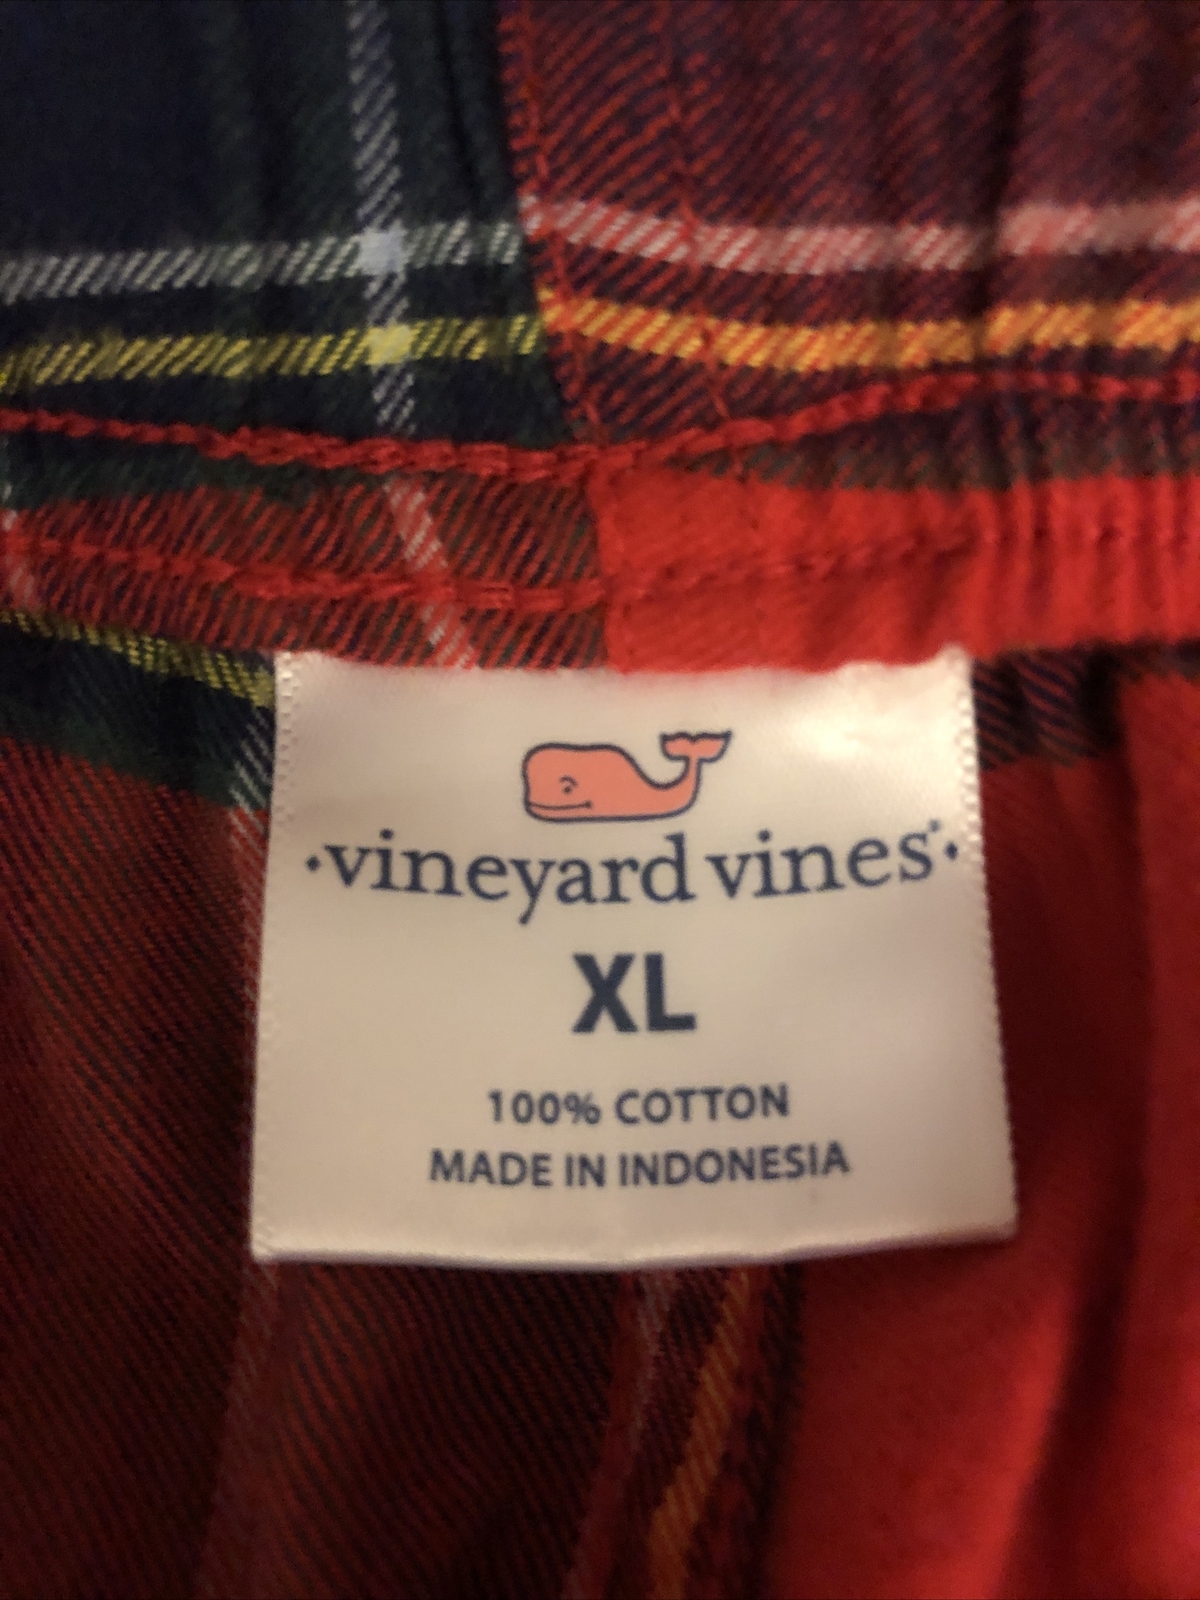 vineyard vines®
XL
100% COTTON
MADE IN INDONESIA